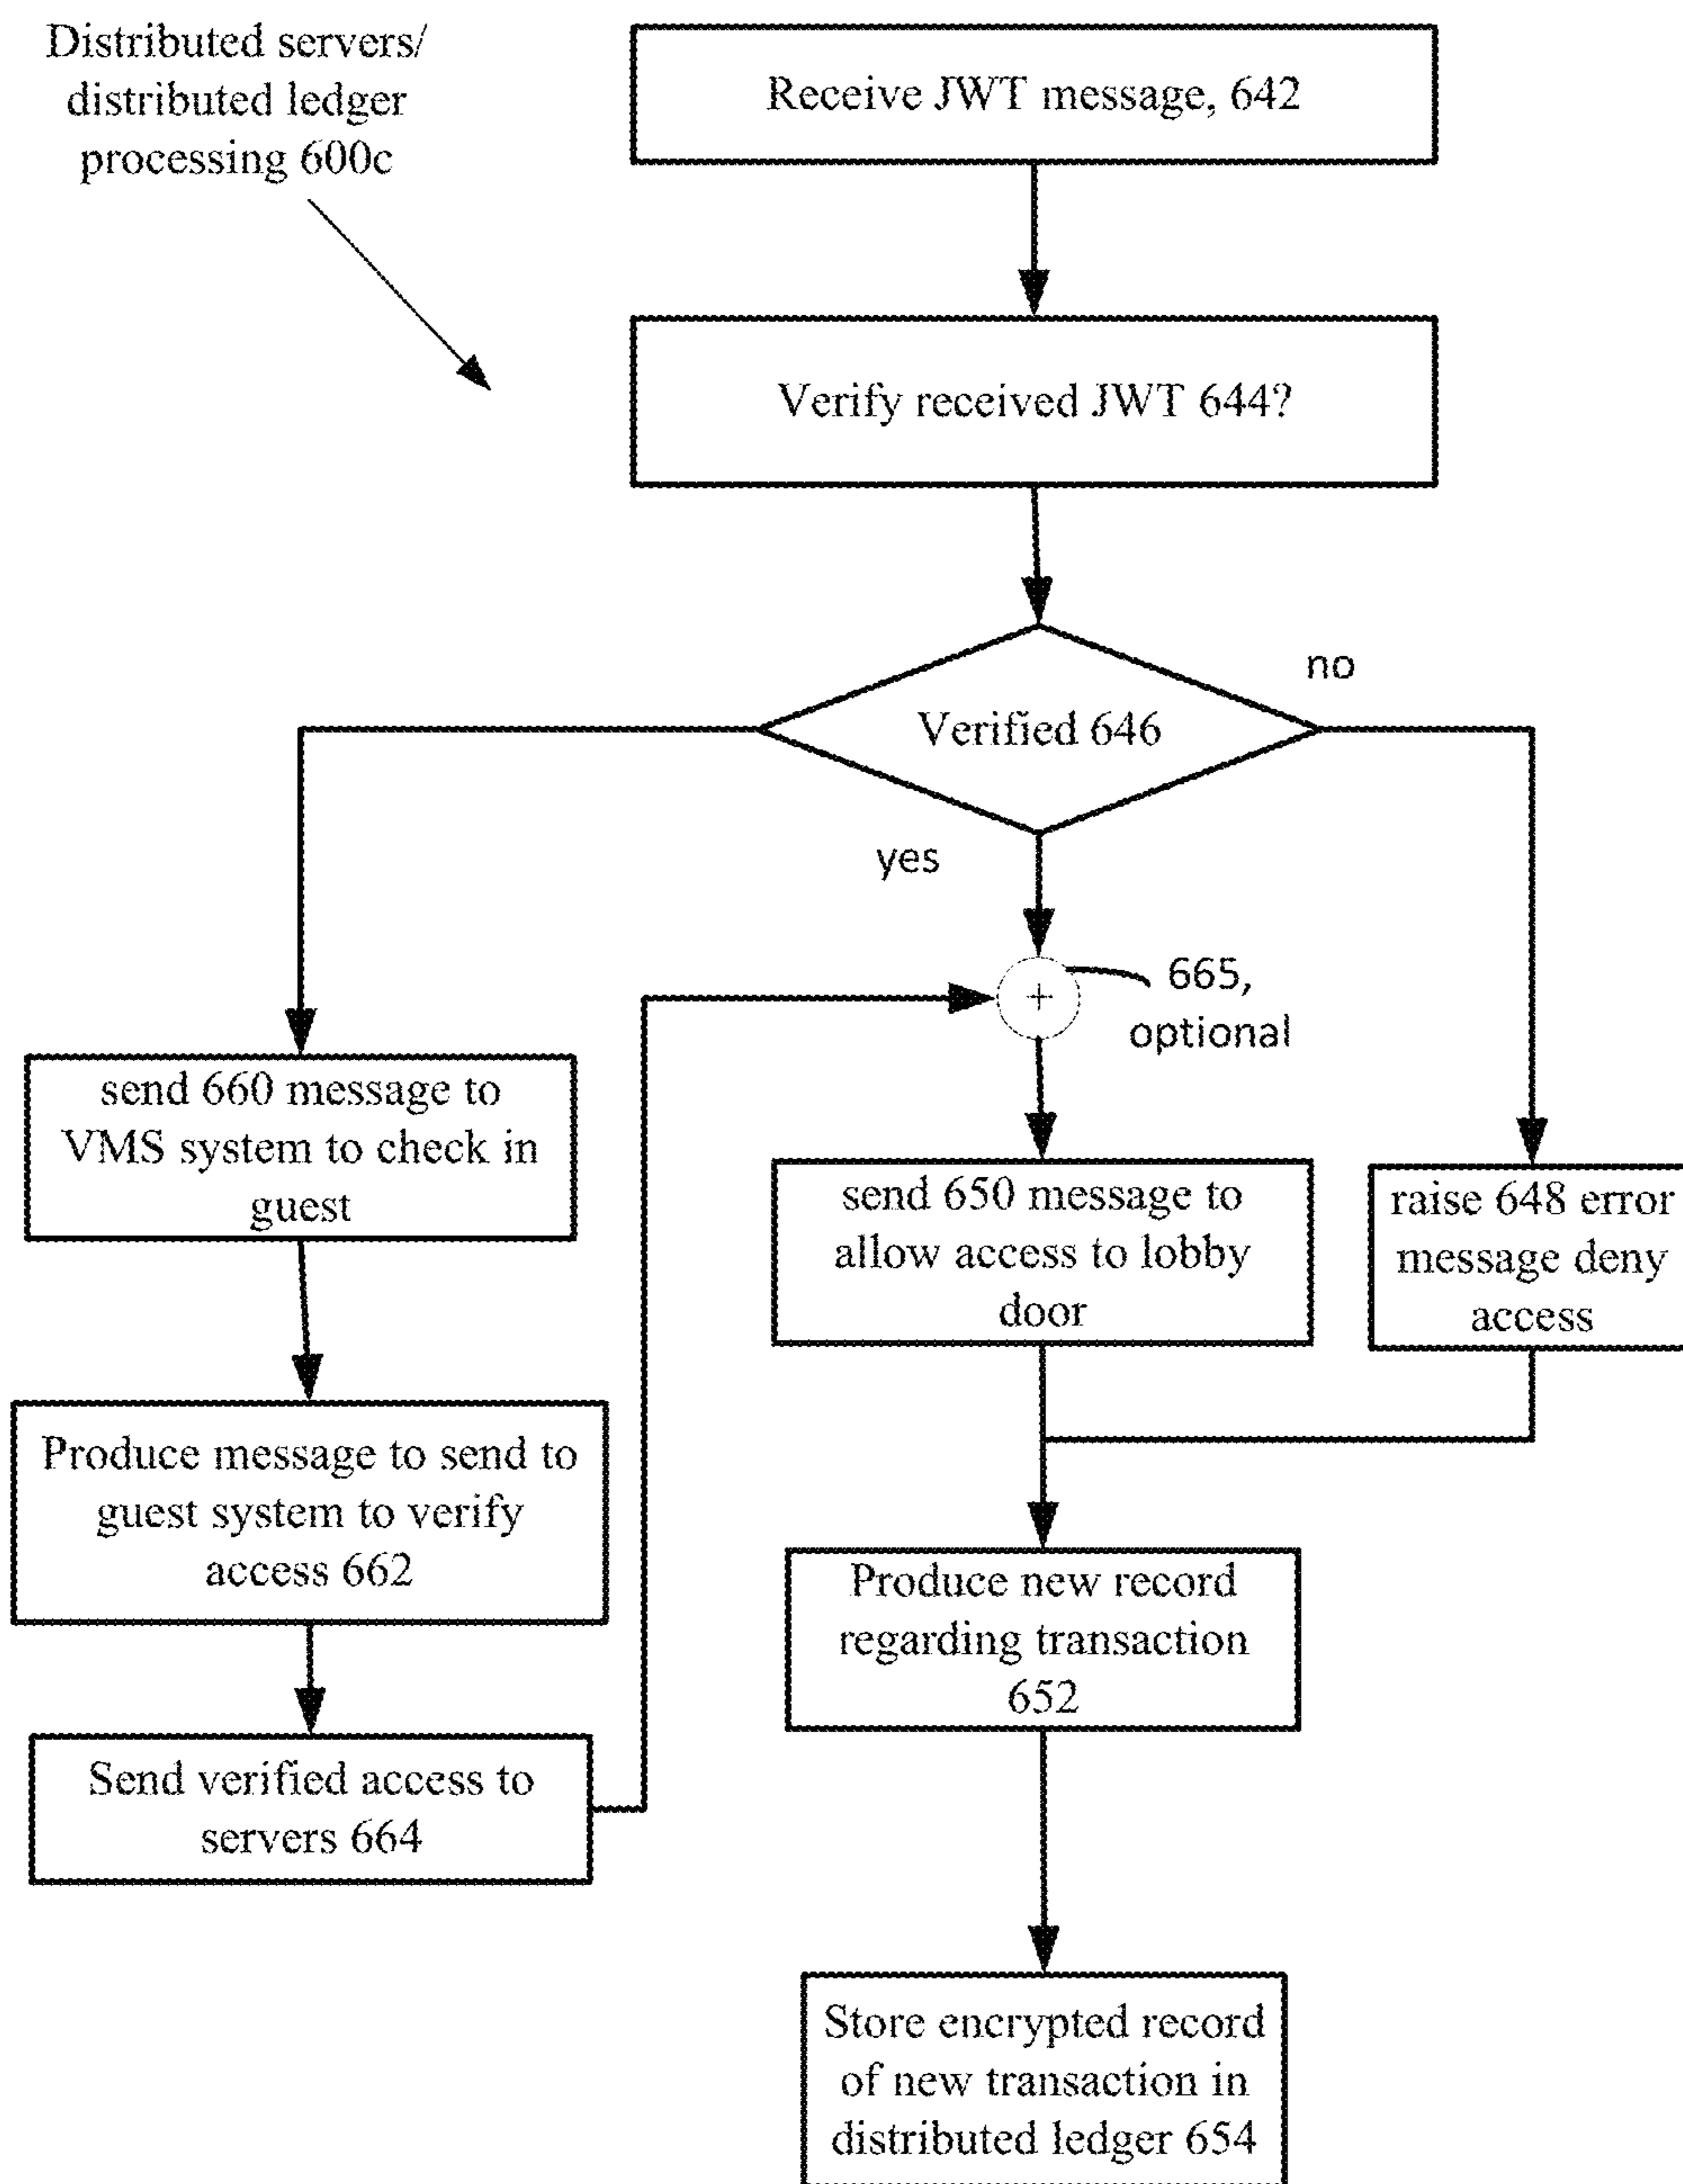 Distributed servers/
distributed ledger
processing 600c
Receive JWT message, 642
Verify received JWT 644?
Verified 646
no
yes
665,
optional
+
send 660 message to
VMS system to check in
guest
send 650 message to
allow access to lobby
door
raise 648 error
message deny
access
Produce message to send to
guest system to verify
access 662
Produce new record
regarding transaction
652
Send verified access to
servers 664
Store encrypted record
of new transaction in
distributed ledger 654